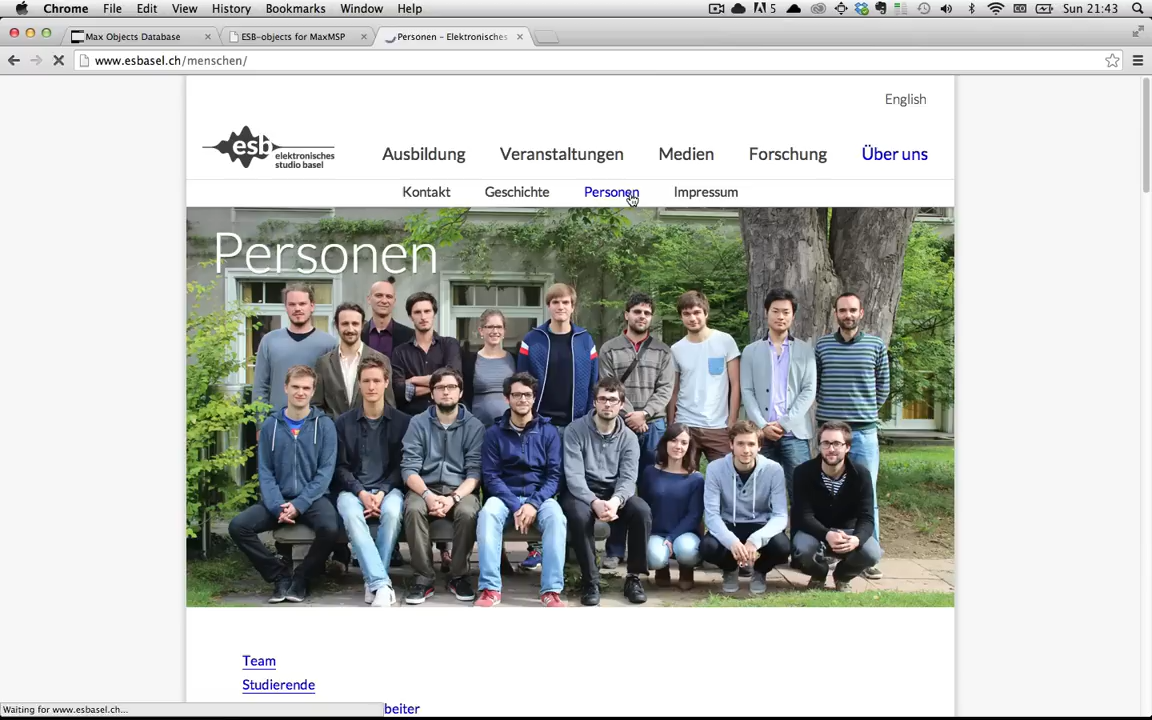 Chrome File Edit View History Bookmarks Window Help
5
Sun 21:43
Max Objects Database
ESB-objects for MaxMSP
Personen – Elektronisches
www.esbasel.ch/menschen/
English
esb elektronisches
studio basel
Ausbildung Veranstaltungen Medien Forschung Über uns
Kontakt Geschichte Personen Impressum
Personen
Team
Studierende
beiter
Waiting for www.esbasel.ch...